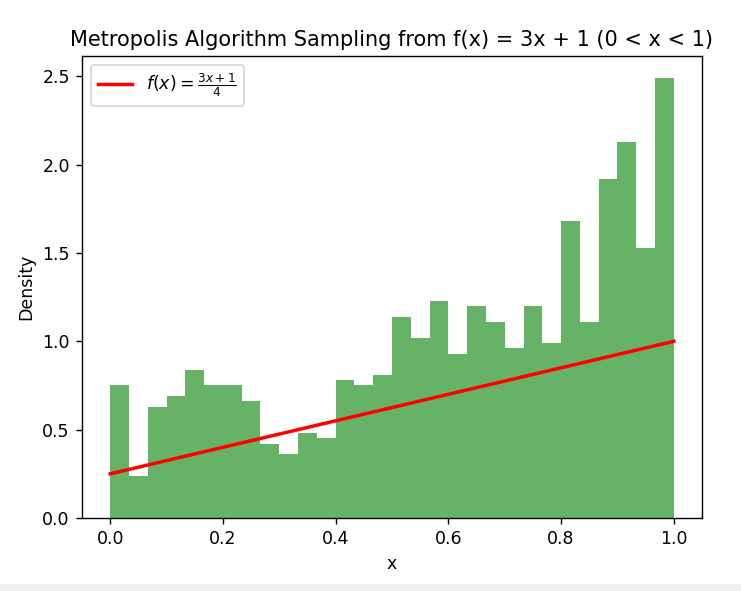 Metropolis Algorithm Sampling from f(x) = 3x + 1 (0 < x < 1)
f(x) = \frac{3x+1}{4}
2.5
2.0
1.5
1.0
0.5
0.0
Density
0.0 0.2 0.4 0.6 0.8 1.0
x